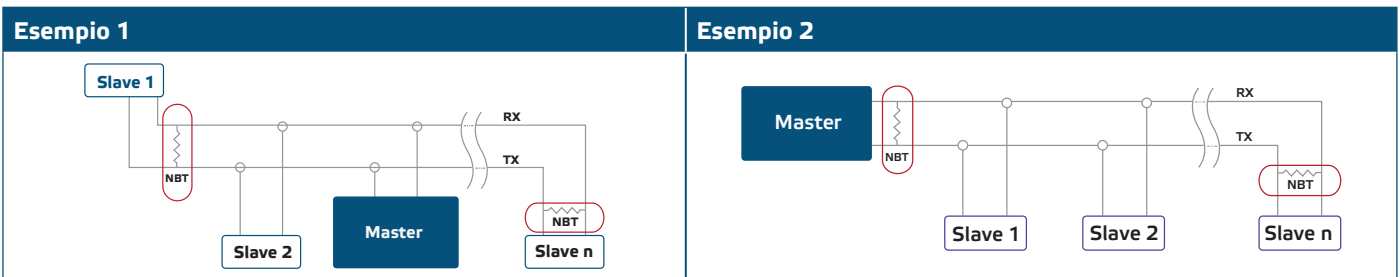 Esempio 1
Slave 1
RX
TX
NBT
NBT
Master
Slave 2
Slave n
Esempio 2
RX
Master
TX
NBT
NBT
Slave 1
Slave 2
Slave n